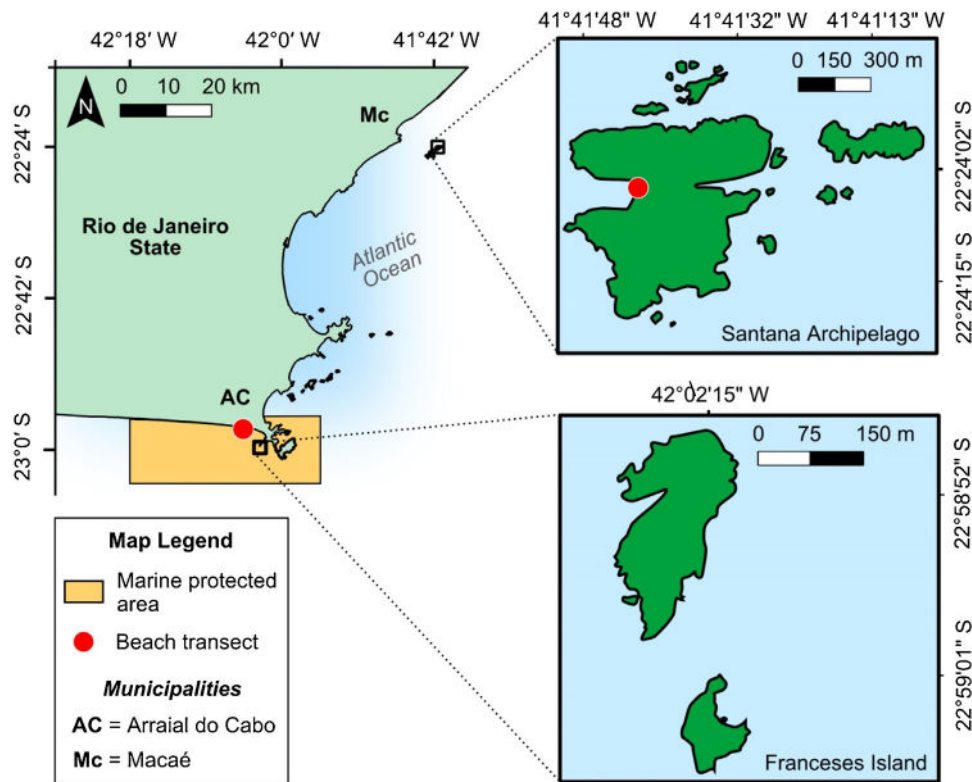 42°18' W
42°0' W
41°42' W
N
0 10 20 km
Mc
22°24' S
Rio de Janeiro
State
Atlantic
Ocean
22°42' S
AC
23°0' S
Map Legend
Marine protected
area
Beach transect
Municipalities
AC = Arraial do Cabo
Mc = Macaé
41°41'48" W
41°41'32" W
41°41'13" W
0 150 300 m
22°24'02" S
22°24'15" S
Santana Archipelago
42°02'15" W
0 75 150 m
22°58'52" S
22°59'01" S
Franceses Island